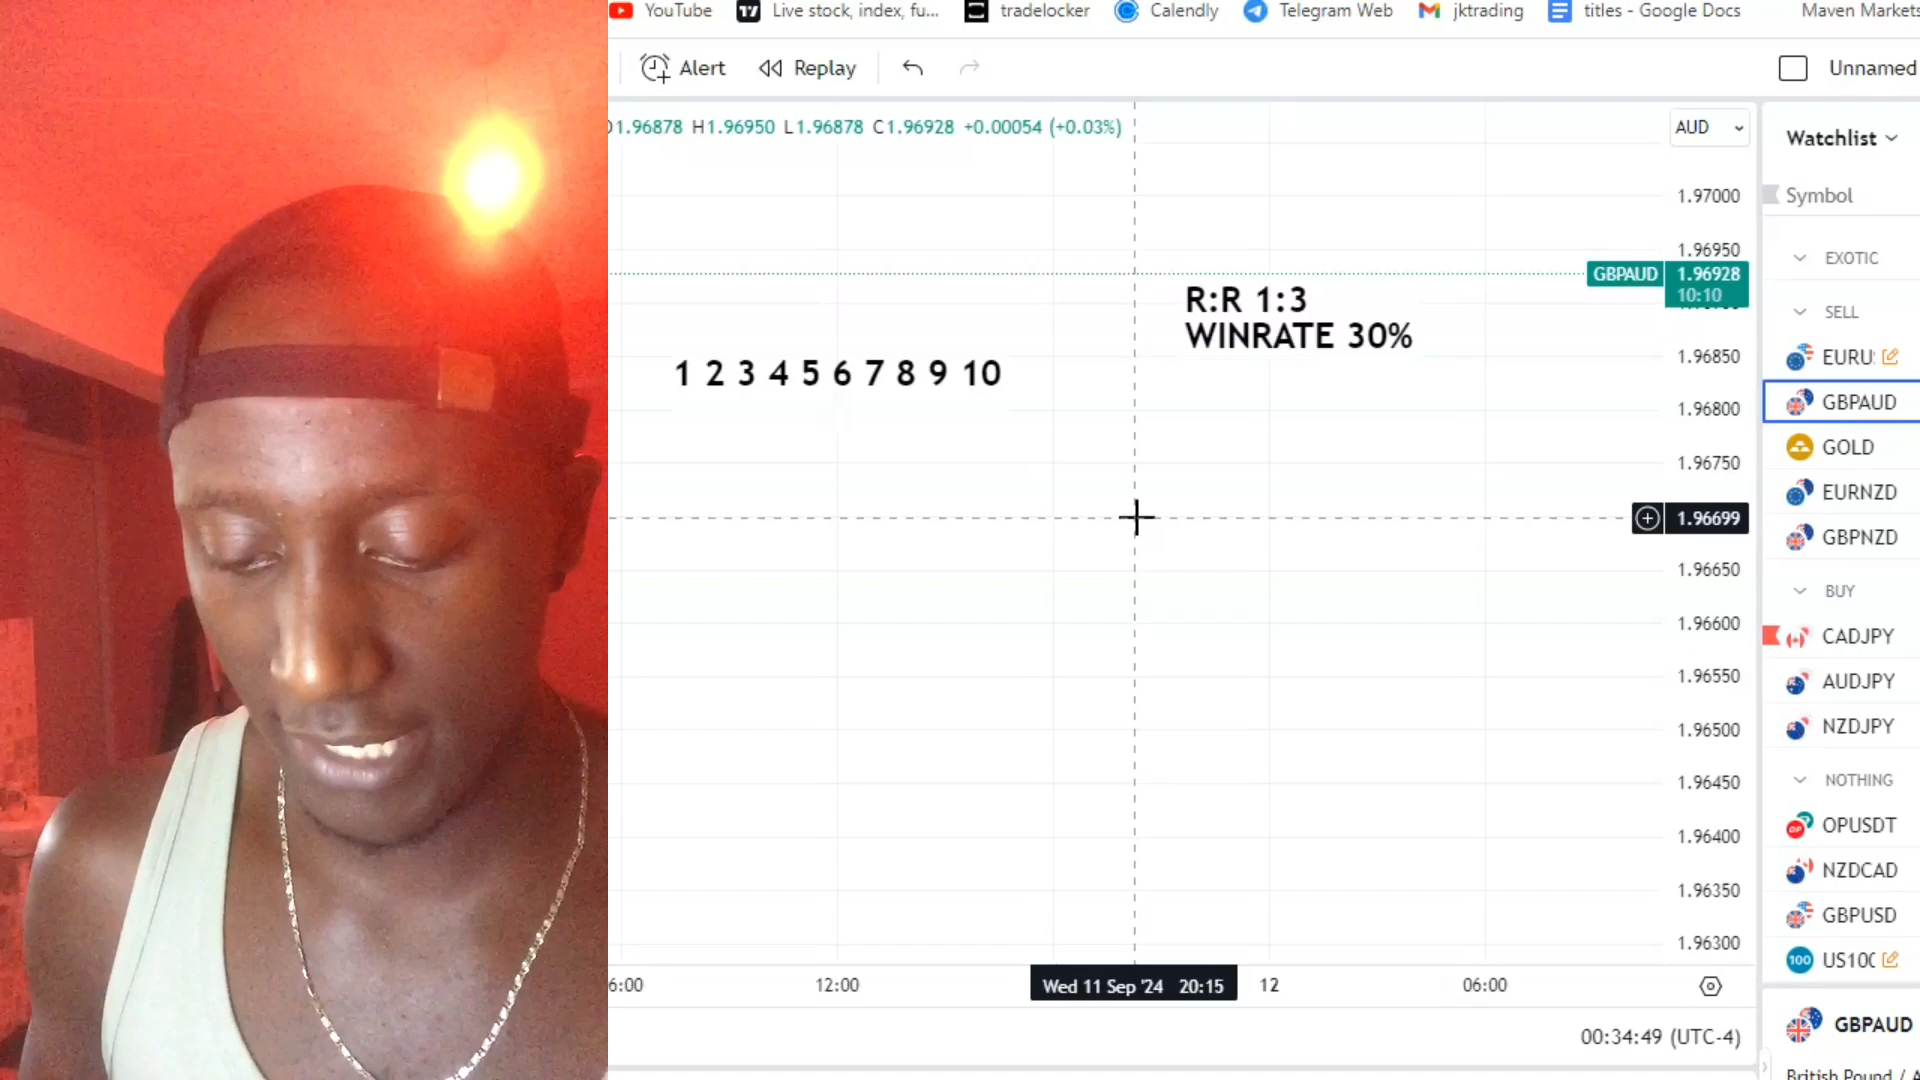 YouTube Live stock, index, fu... tradelocker Calendly Telegram Web jktrading titles - Google Docs Maven Markets
Alert Replay Unnamed
1.96878 H1.96950 L1.96878 C1.96928 +0.00054 (+0.03%)
AUD
Watchlist
Symbol
1.97000
1.96950
GBPAUD 1.96928
10:10
R:R 1:3
WINRATE 30%
1 2 3 4 5 6 7 8 9 10
1.96850
1.96800
1.96750
1.96699
1.96650
1.96600
1.96550
1.96500
1.96450
1.96400
1.96350
1.96300
EXOTIC
SELL
EURU
GBPAUD
GOLD
EURNZD
GBPNZD
BUY
CADJPY
AUDJPY
NZDJPY
NOTHING
OPUSDT
NZDCAD
GBPUSD
100 US100
6:00 12:00 Wed 11 Sep '24 20:15 12 06:00
00:34:49 (UTC-4)
GBPAUD
British Pound / A